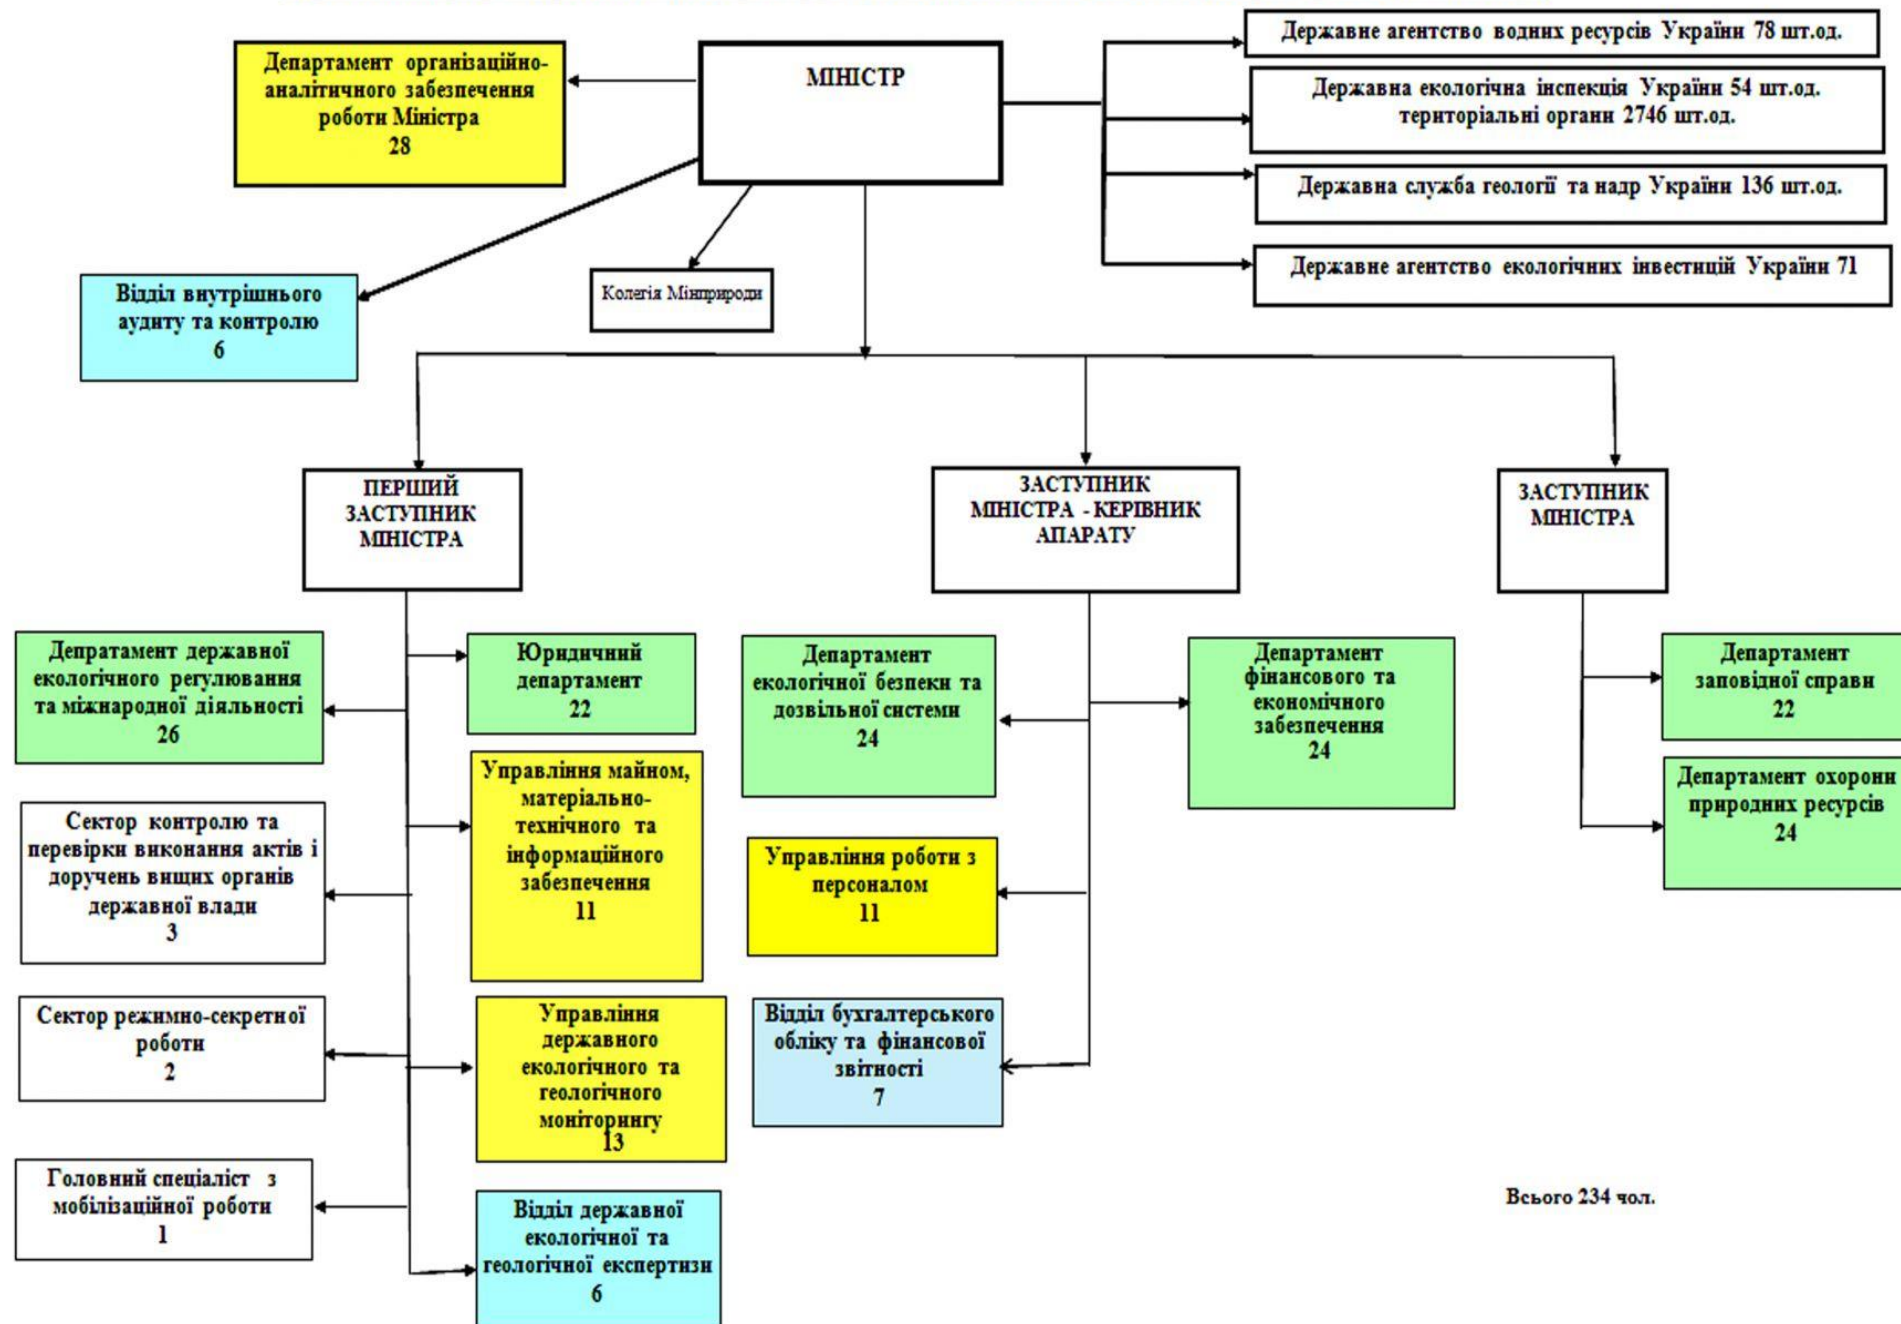 МІНІСТР
Департамент організаційно-
аналітичного забезпечення
роботи Міністра
28
Державне агентство водних ресурсів України 78 шт.од.
Державна екологічна інспекція України 54 шт.од.
територіальні органи 2746 шт.од.
Державна служба геології та надр України 136 шт.од.
Державне агентство екологічних інвестицій України 71
Відділ внутрішнього
аудиту та контролю
6
Колегія Мінприроди
ПЕРШИЙ
ЗАСТУПНИК
МІНІСТРА
ЗАСТУПНИК
МІНІСТРА - КЕРІВНИК
АПАРАТУ
ЗАСТУПНИК
МІНІСТРА
Депратамент державної
екологічного регулювання
та міжнародної діяльності
26
Юридичний
департамент
22
Департамент
екологічної безпеки та
дозвільної системи
24
Департамент
фінансового та
економічного
забезпечення
24
Департамент
заповідної справи
22
Сектор контролю та
перевірки виконання актів і
доручень вищих органів
державної влади
3
Управління майном,
матеріально-
технічного та
інформаційного
забезпечення
11
Управління роботи з
персоналом
11
Департамент охорони
природних ресурсів
24
Сектор режимно-секретної
роботи
2
Управління
державного
екологічного та
геологічного
моніторингу
13
Відділ бухгалтерського
обліку та фінансової
звітності
7
Головний спеціаліст з
мобілізаційної роботи
1
Відділ державної
екологічної та
геологічної експертизи
6
Всього 234 чол.